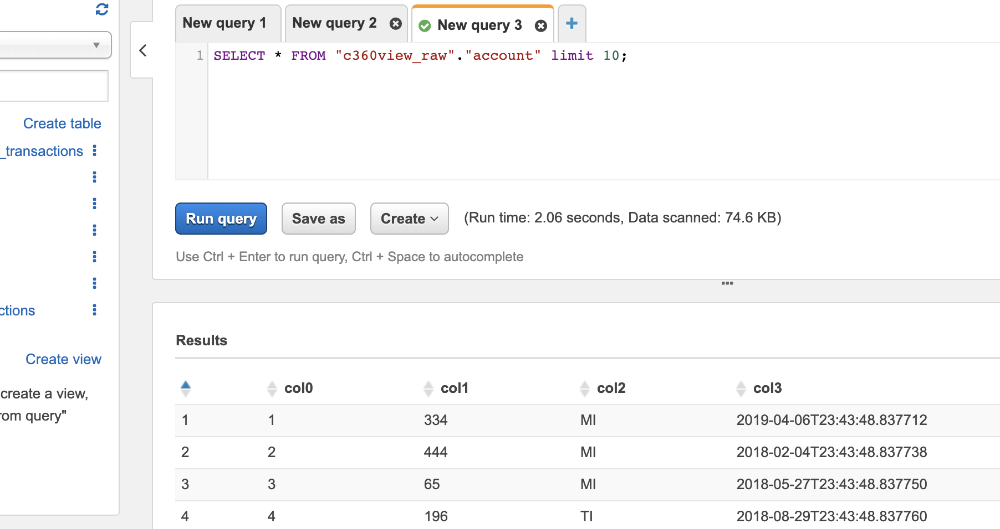 New query 1
New query 2
New query 3
+
1 SELECT * FROM "c360view_raw"."account" limit 10;
Create table
_transactions
ctions
Create view
create a view,
rom query"
Run query
Save as
Create
(Run time: 2.06 seconds, Data scanned: 74.6 KB)
Use Ctrl + Enter to run query, Ctrl + Space to autocomplete
Results
col0 col1 col2 col3
1 1 334 MI 2019-04-06T23:43:48.837712
2 2 444 MI 2018-02-04T23:43:48.837738
3 3 65 MI 2018-05-27T23:43:48.837750
4 4 196 TI 2018-08-29T23:43:48.837760